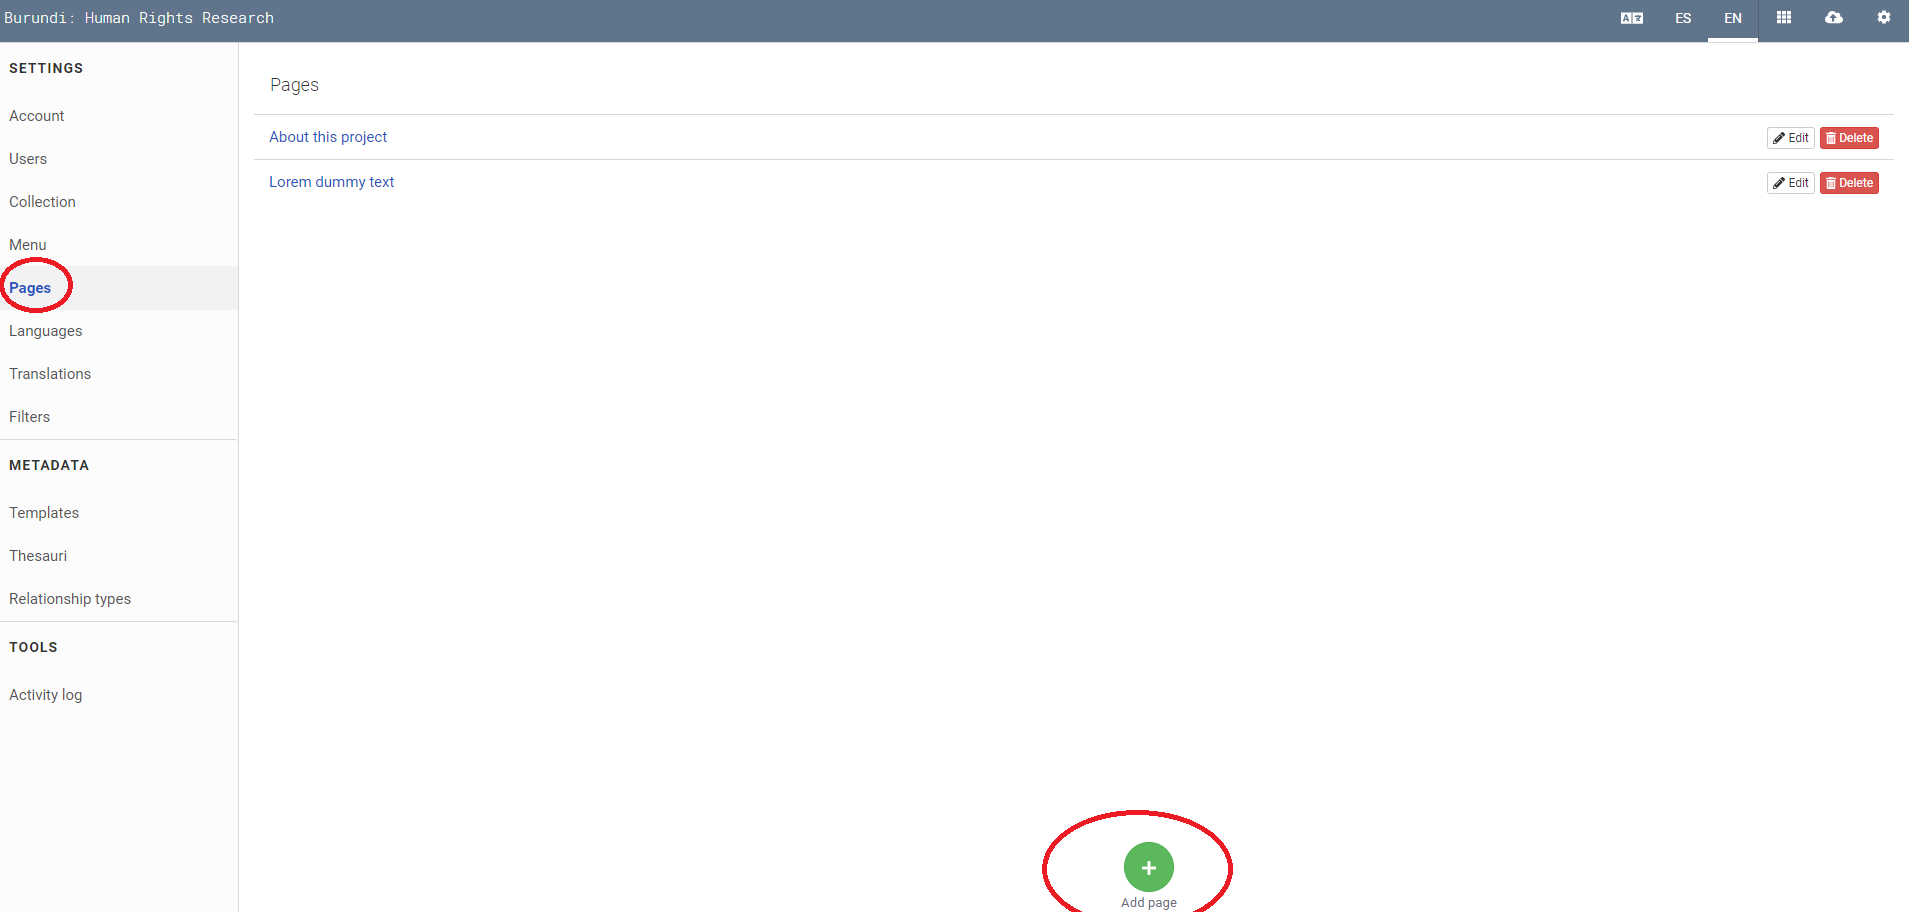 Burundi: Human Rights Research
A
ES
EN
SETTINGS
Account
Users
Collection
Menu
Pages
Languages
Translations
Filters
METADATA
Templates
Thesauri
Relationship types
TOOLS
Activity log
Pages
About this project
Edit Delete
Lorem dummy text
Edit Delete
Add page